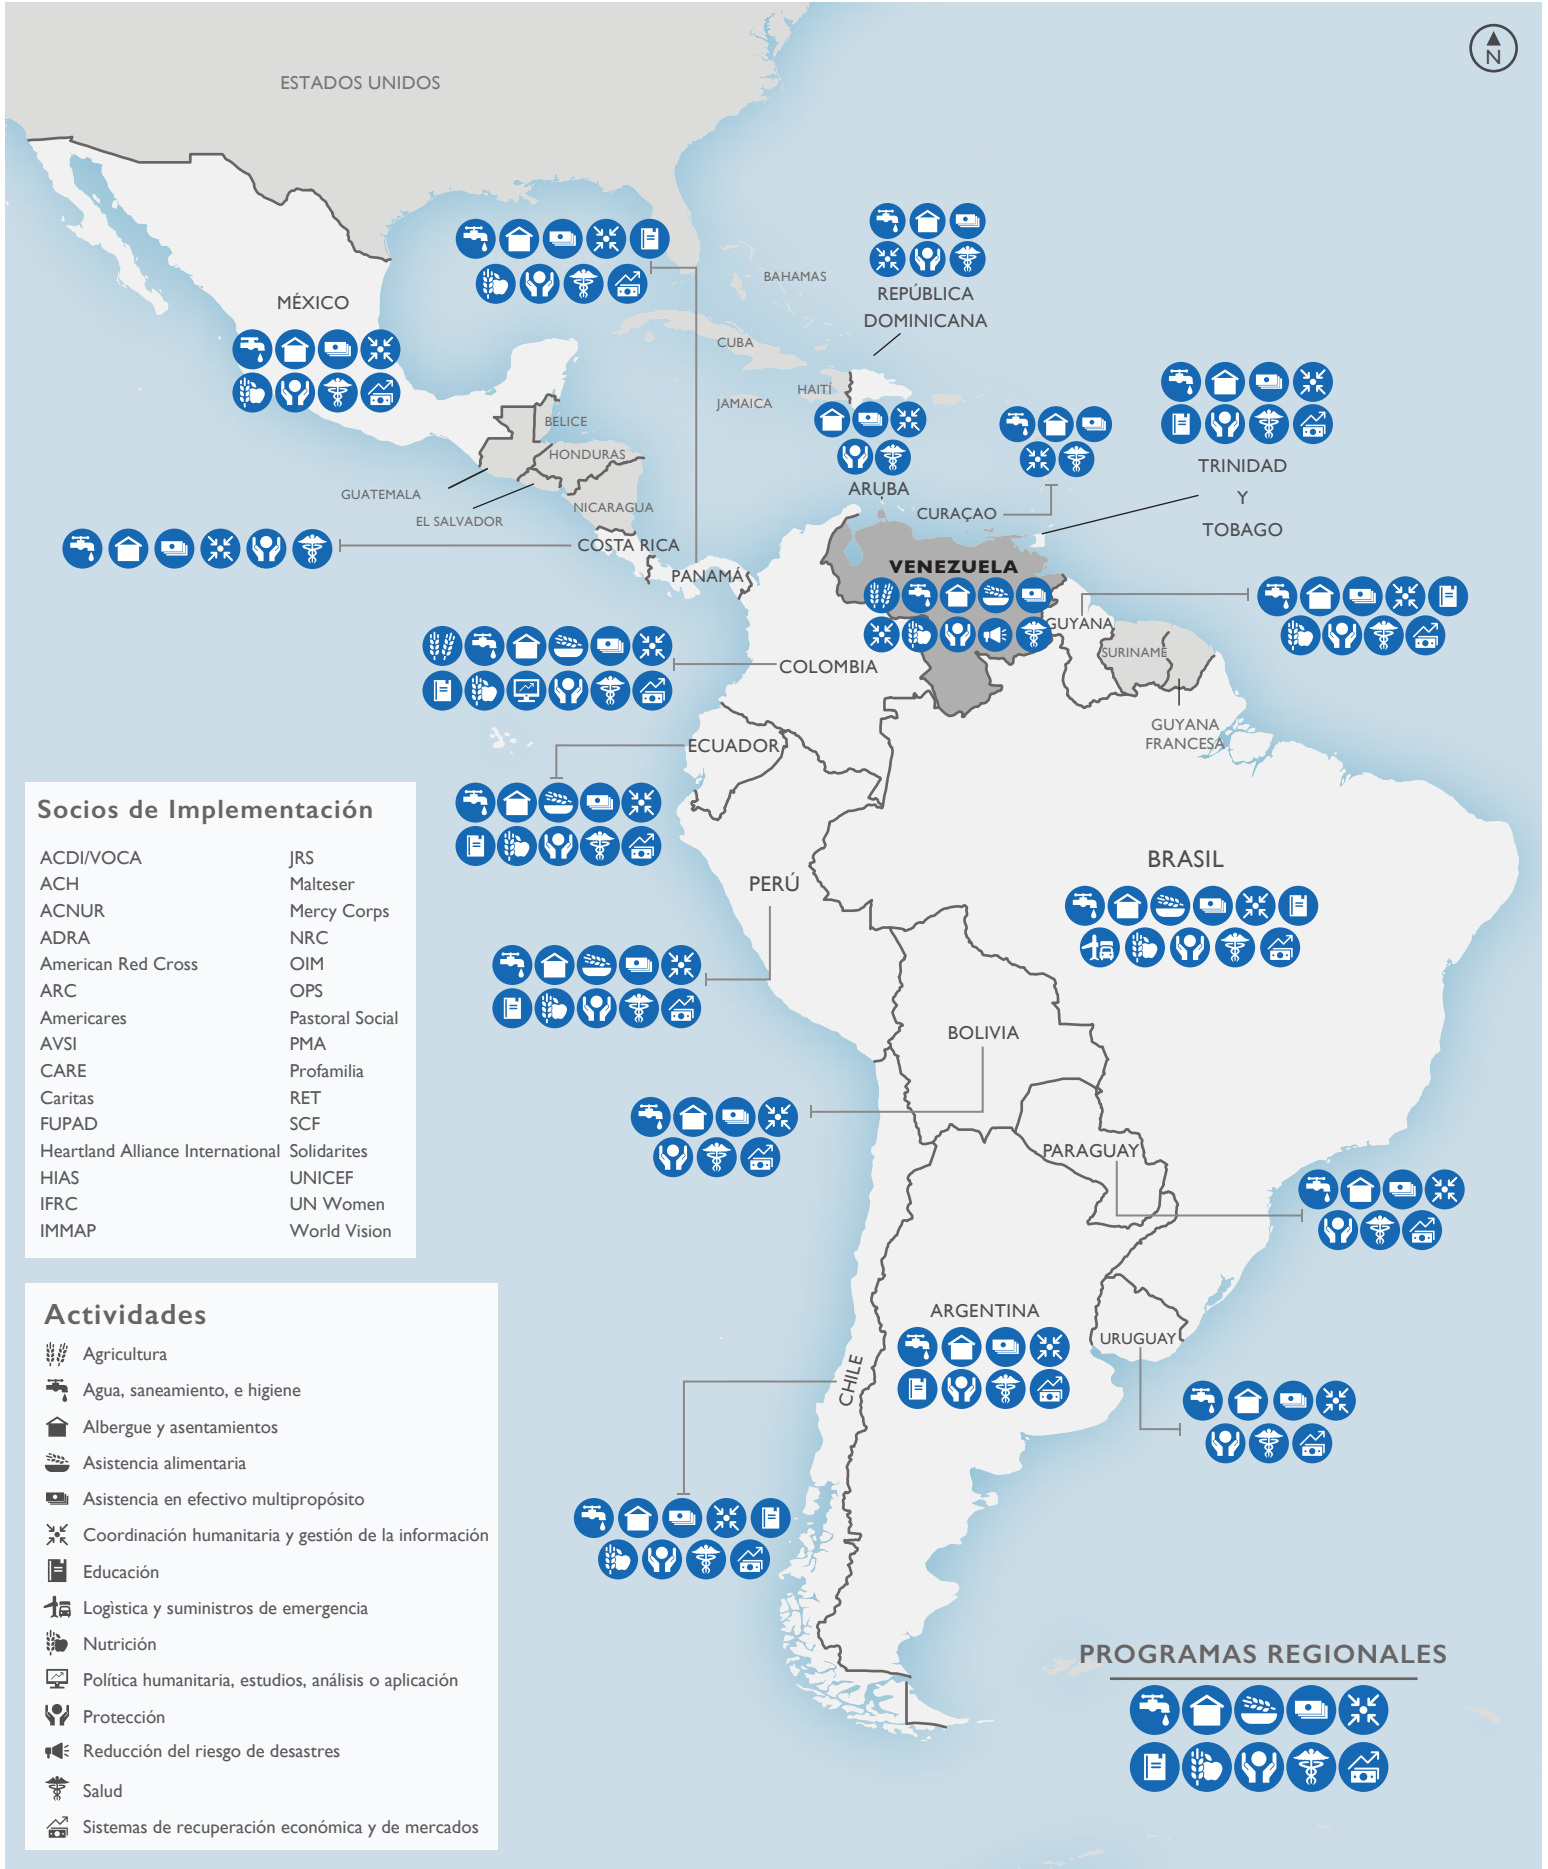 N
ESTADOS UNIDOS
BAHAMAS
REPÚBLICA
DOMINICANA
MÉXICO
CUBA
HAITÍ
JAMAICA
BELICE
HONDURAS
GUATEMALA
EL SALVADOR
NICARAGUA
TRINIDAD
Y
TOBAGO
ARUBA
CURAÇAO
COSTA RICA
PANAMÁ
VENEZUELA
GUYANA
SURINAME
GUYANA
FRANCESA
COLOMBIA
ECUADOR
PERÚ
BRASIL
BOLIVIA
PARAGUAY
ARGENTINA
CHILE
URUGUAY
Socios de Implementación
ACDI/VOCA
ACH
ACNUR
ADRA
American Red Cross
ARC
Americares
AVSI
CARE
Caritas
FUPAD
Heartland Alliance International
HIAS
IFRC
IMMAP
JRS
Malteser
Mercy Corps
NRC
OIM
OPS
Pastoral Social
PMA
Profamilia
RET
SCF
Solidarites
UNICEF
UN Women
World Vision
Actividades
Agricultura
Agua, saneamiento, e higiene
Albergue y asentamientos
Asistencia alimentaria
Asistencia en efectivo multipropósito
Coordinación humanitaria y gestión de la información
Educación
Logìstica y suministros de emergencia
Nutrición
Política humanitaria, estudios, análisis o aplicación
Protección
Reducción del riesgo de desastres
Salud
Sistemas de recuperación económica y de mercados
PROGRAMAS REGIONALES